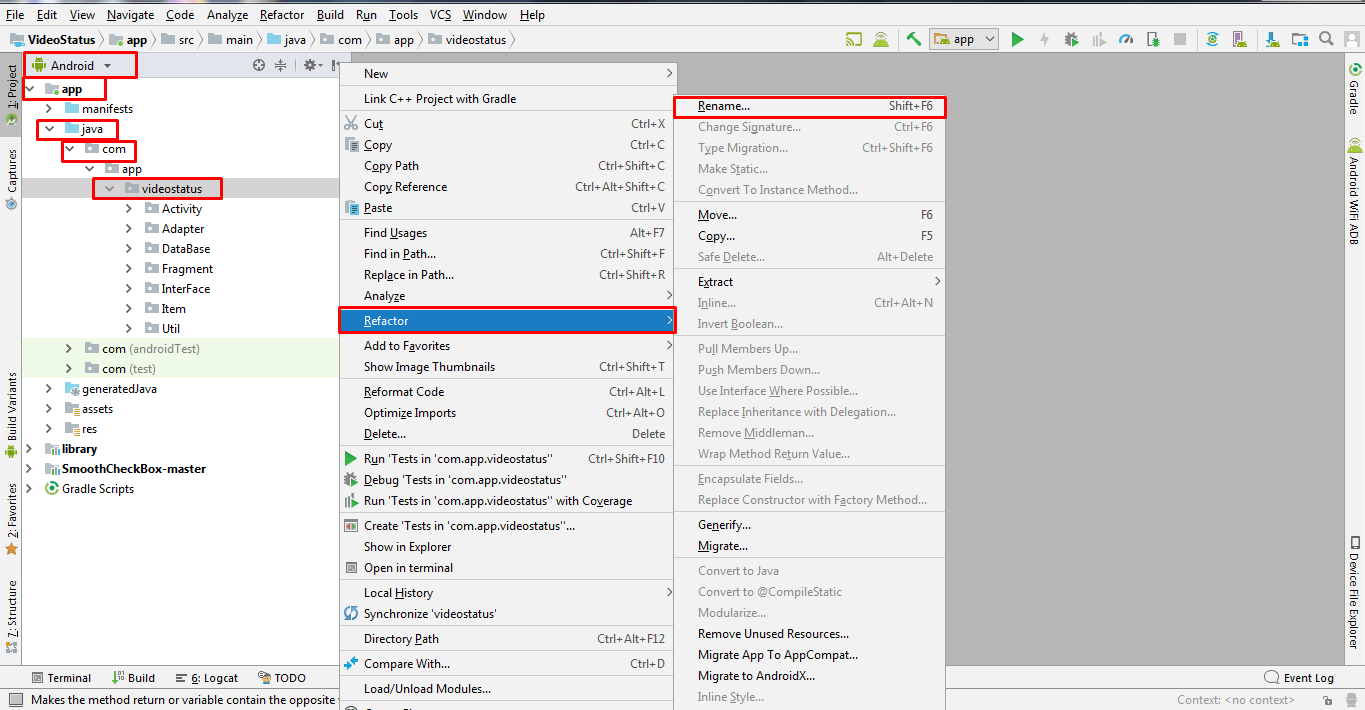 File Edit View Navigate Code Analyze Refactor Build Run Tools VCS Window Help
VideoStatus app src main java com app videostatus app
Android
app
manifests
java
com
app
videostatus
Activity
Adapter
DataBase
Fragment
InterFace
Item
Util
com (androidTest)
com (test)
generatedJava
assets
res
library
SmoothCheckBox-master
Gradle Scripts
1: Project
Captures
Build Variants
2: Favorites
7: Structure
New
Link C++ Project with Gradle
Cut Ctrl+X
Copy Ctrl+C
Copy Path Ctrl+Shift+C
Copy Reference Ctrl+Alt+Shift+C
Paste Ctrl+V
Find Usages Alt+F7
Find in Path... Ctrl+Shift+F
Replace in Path... Ctrl+Shift+R
Analyze
Refactor
Add to Favorites
Show Image Thumbnails Ctrl+Shift+T
Reformat Code Ctrl+Alt+L
Optimize Imports Ctrl+Alt+O
Delete... Delete
Run 'Tests in 'com.app.videostatus'' Ctrl+Shift+F10
Debug 'Tests in 'com.app.videostatus''
Run 'Tests in 'com.app.videostatus'' with Coverage
Create 'Tests in 'com.app.videostatus''...
Show in Explorer
Open in terminal
Local History
Synchronize 'videostatus'
Directory Path Ctrl+Alt+F12
Compare With... Ctrl+D
Load/Unload Modules...
Rename... Shift+F6
Change Signature... Ctrl+F6
Type Migration... Ctrl+Shift+F6
Make Static...
Convert To Instance Method...
Move... F6
Copy... F5
Safe Delete... Alt+Delete
Extract
Inline... Ctrl+Alt+N
Invert Boolean...
Pull Members Up...
Push Members Down...
Use Interface Where Possible...
Replace Inheritance with Delegation...
Remove Middleman...
Wrap Method Return Value...
Encapsulate Fields...
Replace Constructor with Factory Method...
Generify...
Migrate...
Convert to Java
Convert to @CompileStatic
Modularize...
Remove Unused Resources...
Migrate App To AppCompat...
Migrate to AndroidX...
Inline Style...
Gradle
Android WiFi ADB
Device File Explorer
Terminal Build 6: Logcat TODO Event Log
Makes the method return or variable contain the opposite Context: <no context>